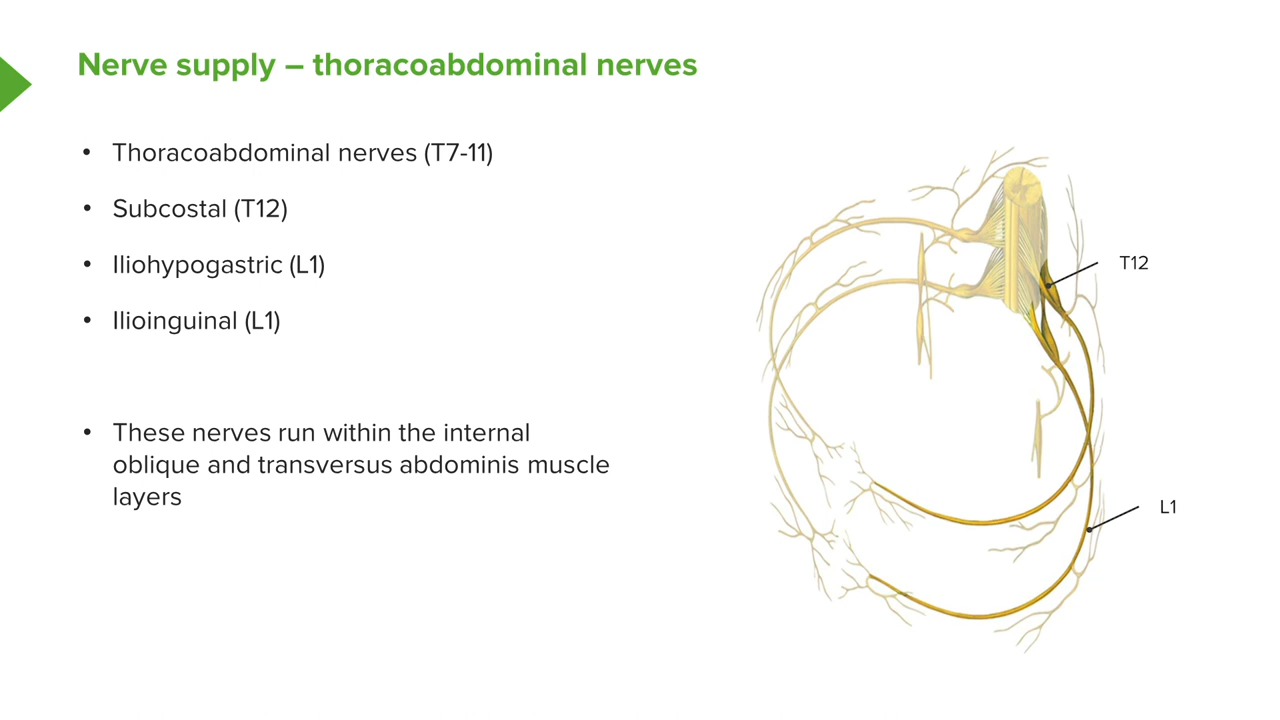 Nerve supply – thoracoabdominal nerves
• Thoracoabdominal nerves (T7-11)
• Subcostal (T12)
• Iliohypogastric (L1)
• Ilioinguinal (L1)
• These nerves run within the internal
oblique and transversus abdominis muscle
layers
T12
L1